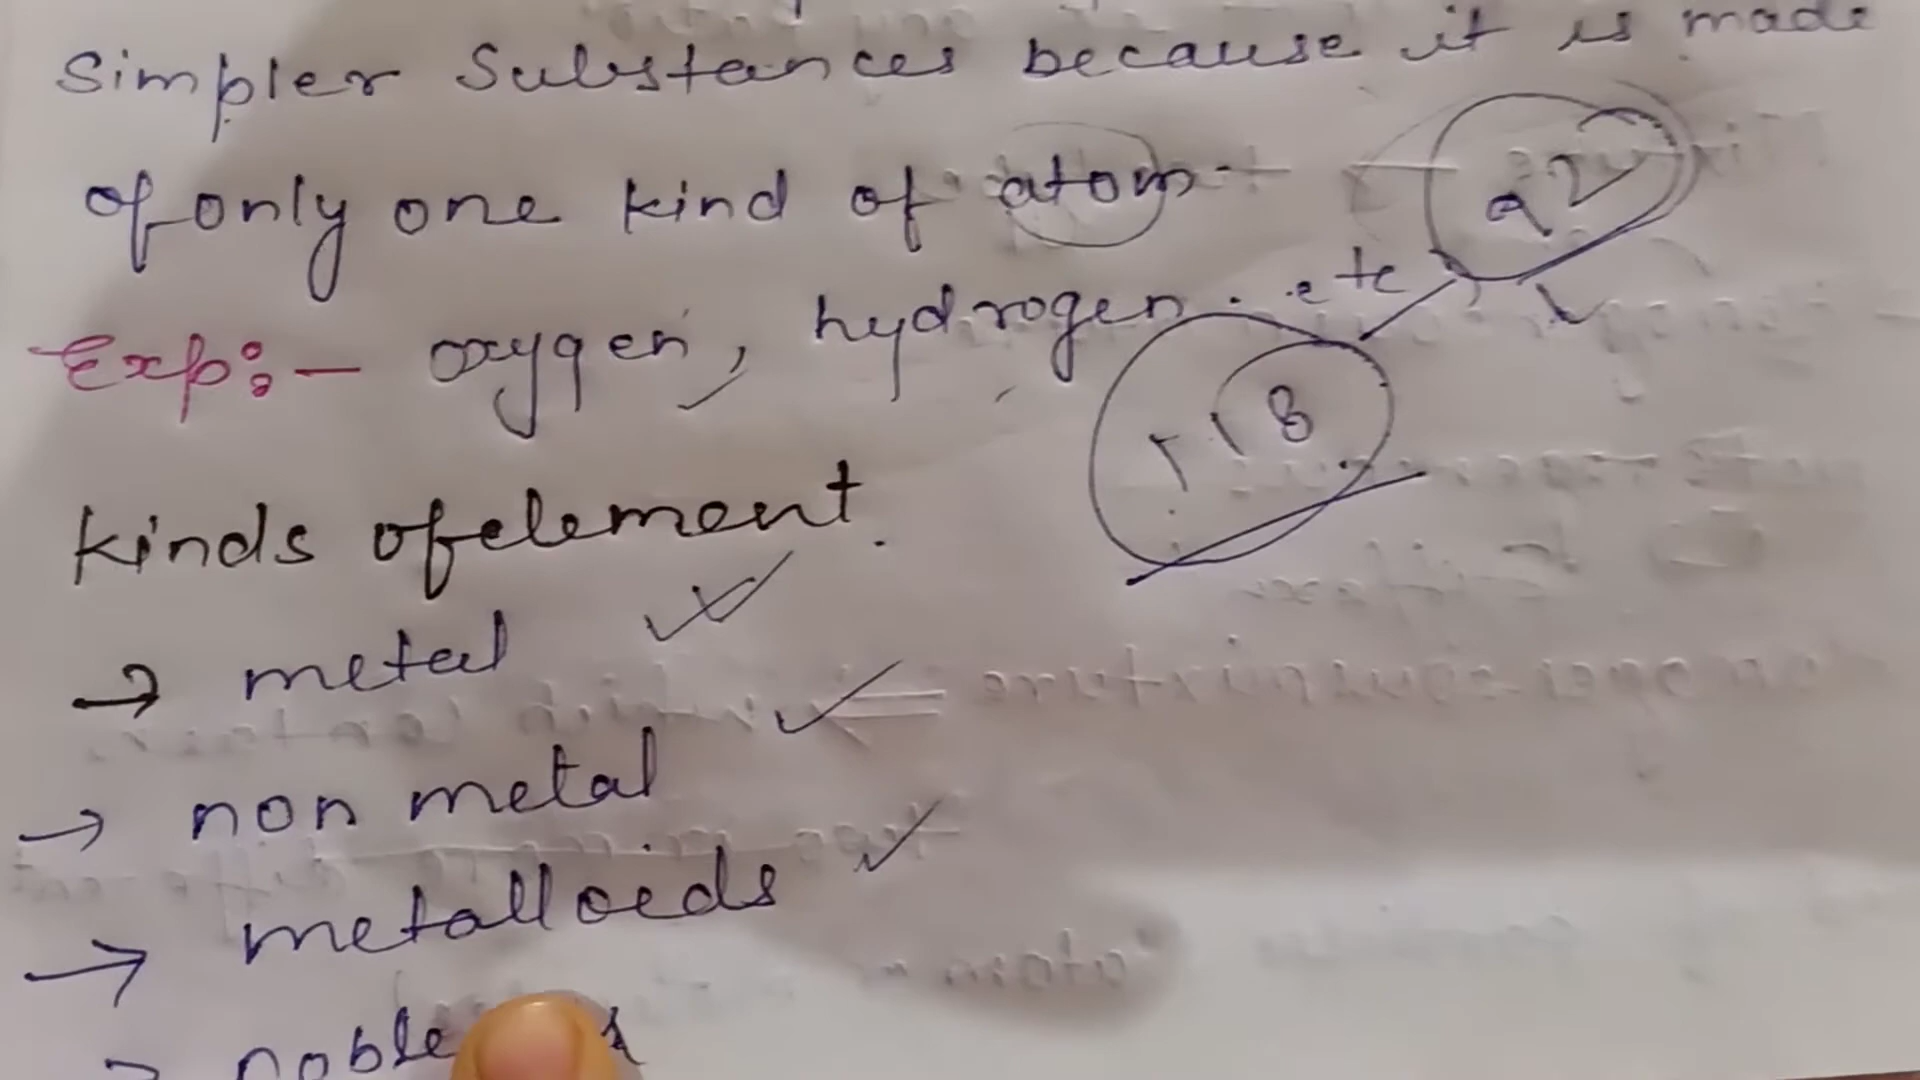 Simpler Substances because it is made
of only one kind of atom.
92
Exp:- oxygen, hydrogen. etc
118
kinds of element.
→ metal
→ non metal
→ metalloids
→ noble